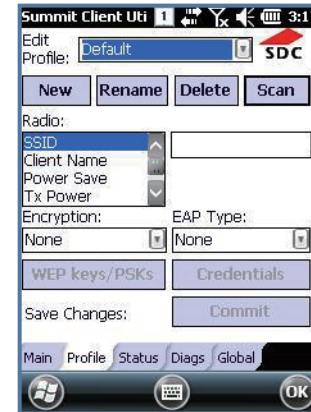 Summit Client Uti 1 3:1
Edit
Profile: Default
SDC
New Rename Delete Scan
Radio:
SSID
Client Name
Power Save
Tx Power
Encryption: EAP Type:
None None
WEP keys/PSKs Credentials
Save Changes: Commit
Main Profile Status Diags Global
OK